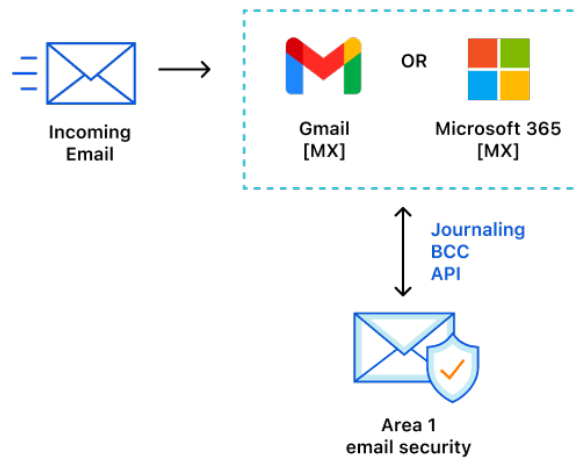 Incoming
Email
Gmail
[MX]
OR
Microsoft 365
[MX]
Journaling
BCC
API
Area 1
email security